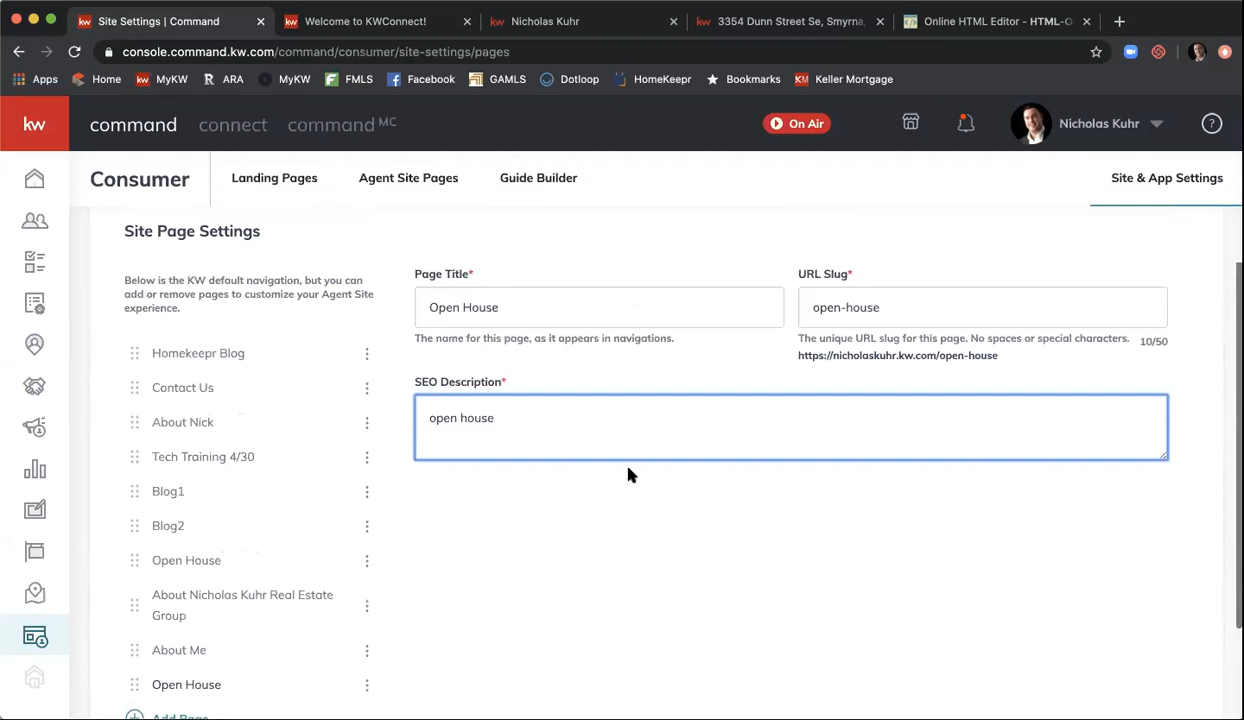 Site Settings | Command
Welcome to KWConnect!
kw Nicholas Kuhr
kw 3354 Dunn Street Se, Smyrna,
Online HTML Editor - HTML-O
console.command.kw.com/command/consumer/site-settings/pages
Apps Home kw MyKW R ARA MyKW FMLS Facebook GAMLS Dotloop HomeKeepr Bookmarks KM Keller Mortgage
kw command connect command MC On Air Nicholas Kuhr ?
Consumer Landing Pages Agent Site Pages Guide Builder Site & App Settings
Site Page Settings
Below is the KW default navigation, but you can
add or remove pages to customize your Agent Site
experience.
Homekeepr Blog
Contact Us
About Nick
Tech Training 4/30
Blog1
Blog2
Open House
About Nicholas Kuhr Real Estate
Group
About Me
Open House
Add Page
Page Title*
Open House
The name for this page, as it appears in navigations.
URL Slug*
open-house
The unique URL slug for this page. No spaces or special characters. 10/50
https://nicholaskuhr.kw.com/open-house
SEO Description*
open house